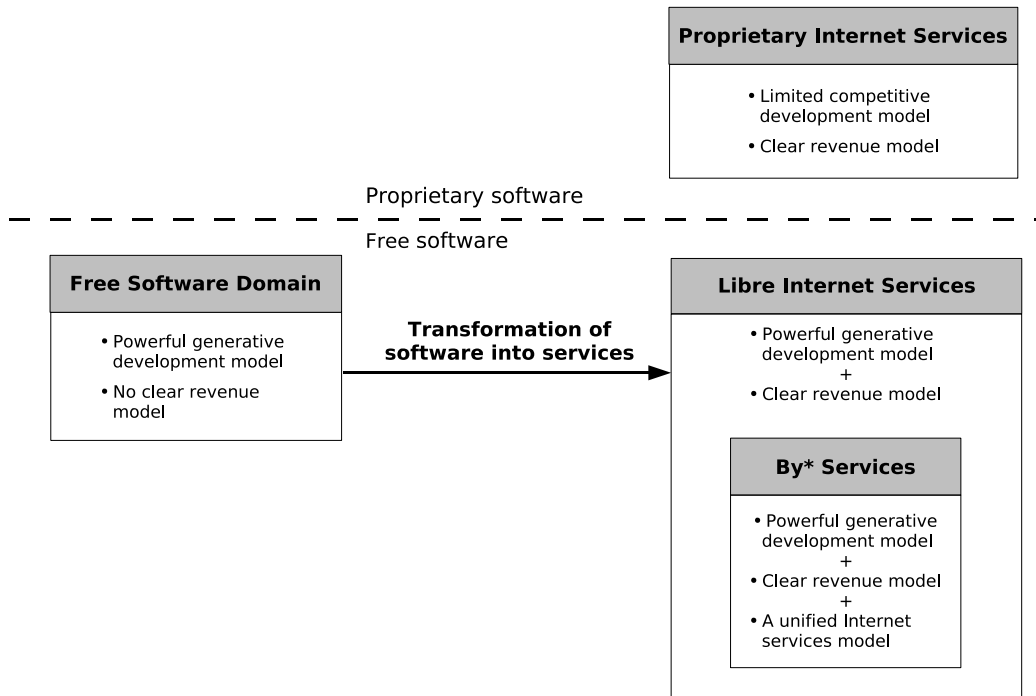 Proprietary Internet Services
• Limited competitive
development model
• Clear revenue model
Proprietary software
Free software
Free Software Domain
• Powerful generative
development model
• No clear revenue
model
Transformation of
software into services
Libre Internet Services
• Powerful generative
development model
+
• Clear revenue model
By* Services
• Powerful generative
development model
+
• Clear revenue model
+
• A unified Internet
services model